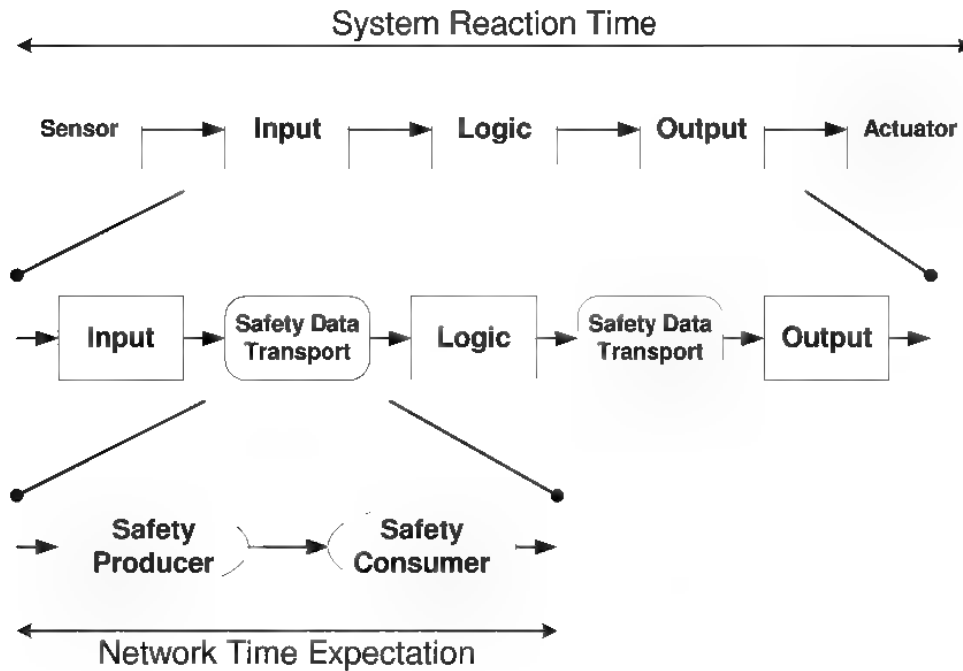 System Reaction Time
Sensor Input Logic Output Actuator
Input Safety Data Transport Logic Safety Data Transport Output
Safety Producer Safety Consumer
Network Time Expectation